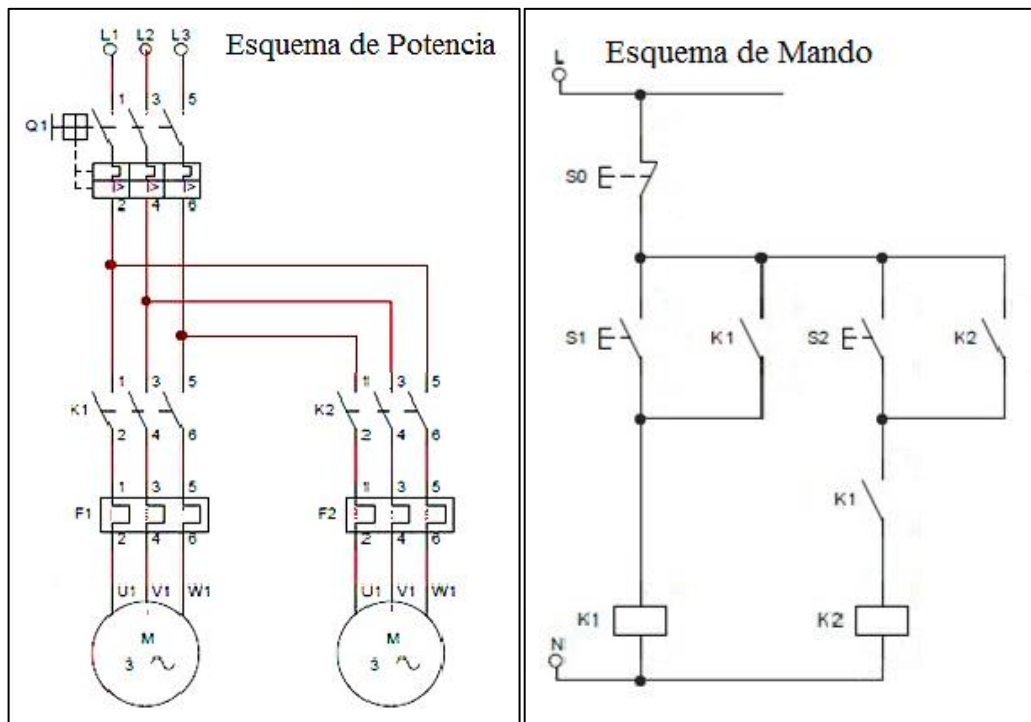 Esquema de Potencia
L1 L2 L3
1 3 5
Q1
I> I> I>
2 4 6
1 3 5
K1
2 4 6
1 3 5
K2
2 4 6
1 3 5
F1
2 4 6
1 3 5
F2
2 4 6
U1 V1 W1
M
3
U1 V1 W1
M
3
Esquema de Mando
L
S0
S1
K1
S2
K2
K1
K1
K2
N